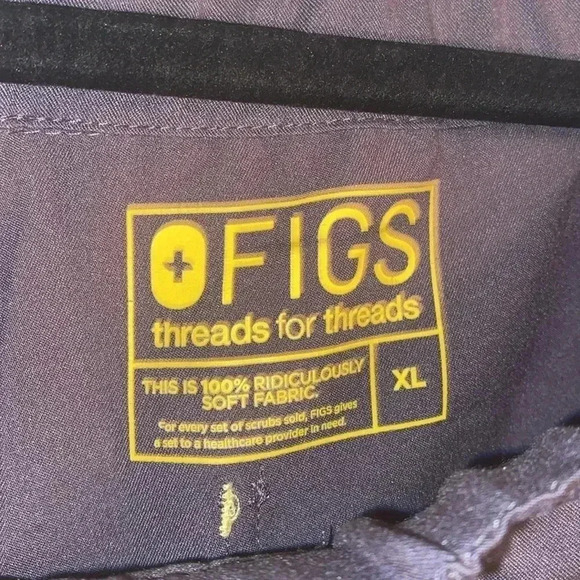 FIGS
threads for threads
THIS IS 100% RIDICULOUSLY
SOFT FABRIC.
XL
For every set of scrubs sold, FIGS gives
a set to a healthcare provider in need.